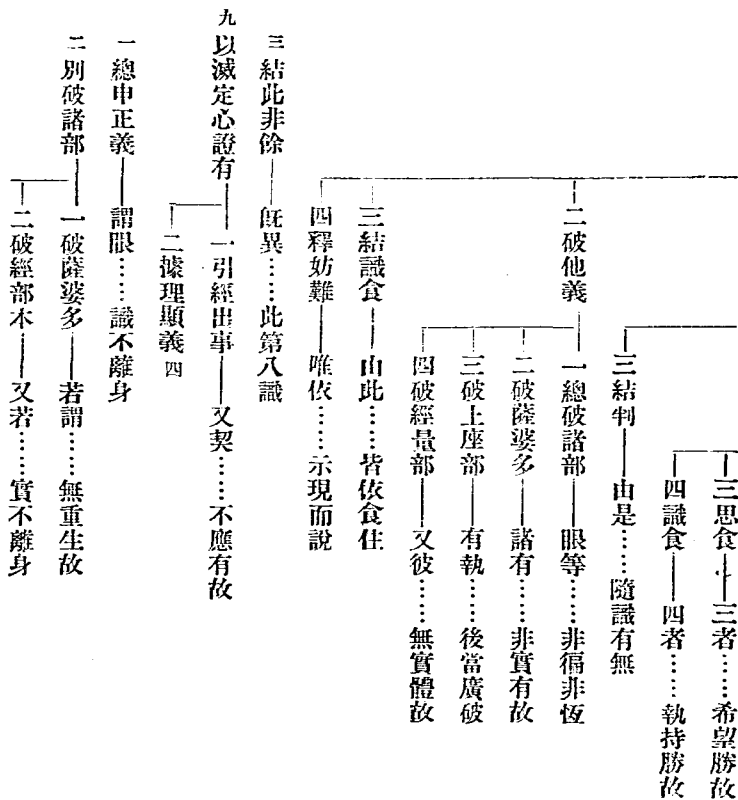 三思食——三者……希望勝故
四識食——四者……執持勝故
三結判——由是……隨識有無
二破他義
一總破諸部——眼等……非徧非恆
二破薩婆多——諸有……非實有故
三破上座部——有執……後當廣破
四破經量部——又彼……無實體故
三結識食——由此……皆依食住
四釋妨難——唯依……示現而說
三結此非餘——旣異……此第八識
九以滅定心證有
一引經出事——又契……不應有故
二據理顯義 四
一總申正義——謂眼……識不離身
二別破諸部
一破薩婆多——若謂……無重生故
二破經部本——又若……實不離身